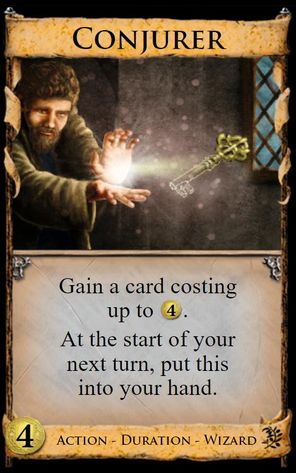 CONJURER
Gain a card costing
up to 4.
At the start of your
next turn, put this
into your hand.
4 ACTION - DURATION - WIZARD